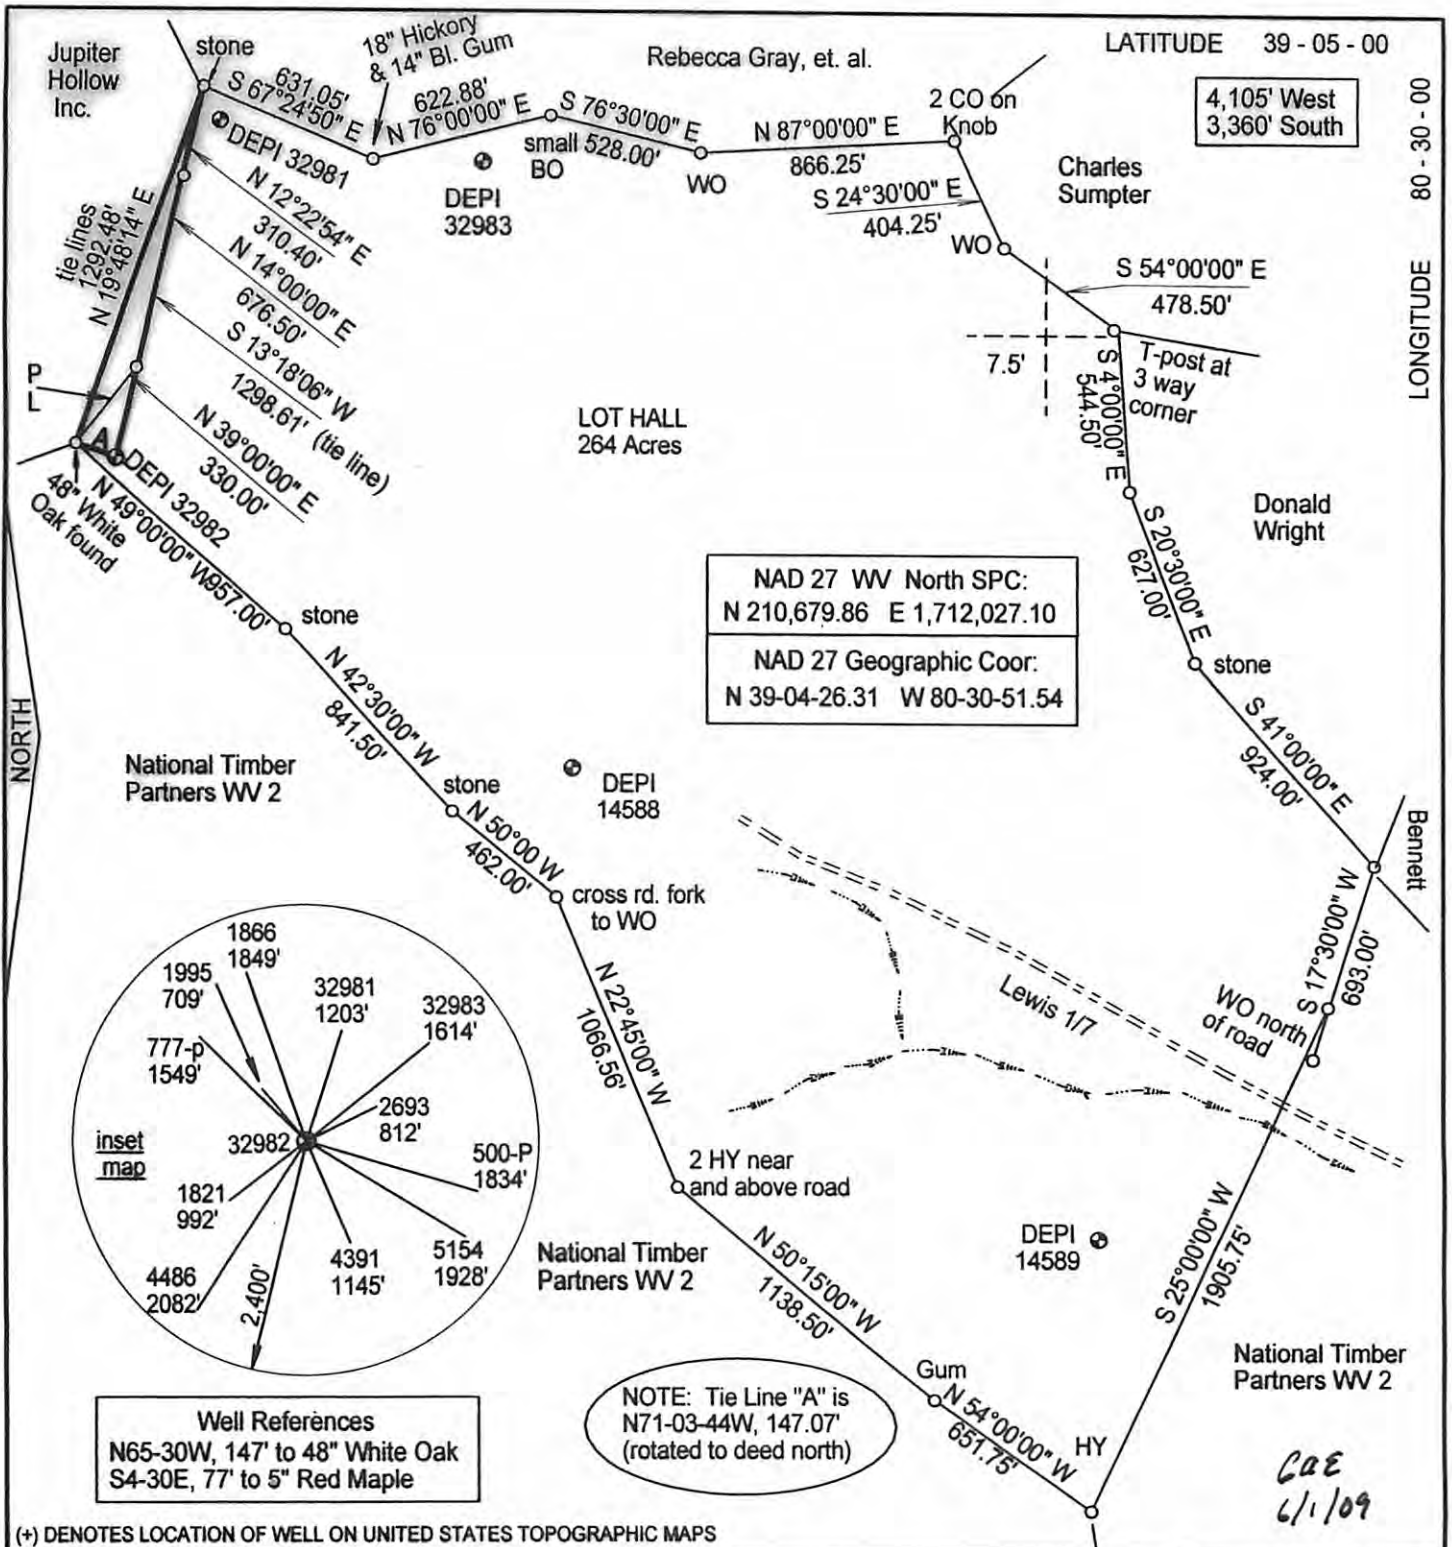 LATITUDE 39 - 05 - 00
LONGITUDE 80 - 30 - 00
4,105' West
3,360' South
Jupiter
Hollow
Inc.
stone
631.05'
S 67°24'50" E
18" Hickory
& 14" Bl. Gum
622.88'
N 76°00'00" E
Rebecca Gray, et. al.
S 76°30'00" E
528.00'
small
BO
WO
N 87°00'00" E
866.25'
2 CO on
Knob
Charles
Sumpter
S 24°30'00" E
404.25'
WO
S 54°00'00" E
478.50'
7.5'
T-post at
3 way
corner
S 4°00'00" E
544.50'
DEPI 32981
DEPI
32983
tie lines
1292.48'
N 19°48'14" E
N 12°22'54" E
310.40'
N 14°00'00" E
676.50'
S 13°18'06" W
1298.61' (tie line)
N 39°00'00" E
330.00'
P
L
A
DEPI 32982
48" White
Oak found
N 49°00'00" W
957.00'
LOT HALL
264 Acres
Donald
Wright
S 20°30'00" E
627.00'
stone
NAD 27 WV North SPC:
N 210,679.86 E 1,712,027.10
NAD 27 Geographic Coor:
N 39-04-26.31 W 80-30-51.54
stone
N 42°30'00" W
841.50'
S 41°00'00" E
924.00'
NORTH
National Timber
Partners WV 2
stone
DEPI
14588
N 50°00 W
462.00'
cross rd. fork
to WO
Bennett
S 17°30'00" W
693.00'
Lewis 1/7
WO north
of road
N 22°45'00" W
1066.56'
1866
1849'
1995
709'
32981
1203'
32983
1614'
777-p
1549'
2693
812'
inset
map
32982
500-P
1834'
1821
992'
4486
2082'
2,400'
4391
1145'
5154
1928'
2 HY near
and above road
National Timber
Partners WV 2
DEPI
14589
N 50°15'00" W
1138.50'
S 25°00'00" W
1905.75'
National Timber
Partners WV 2
Gum
N 54°00'00" W
651.75'
HY
Well References
N65-30W, 147' to 48" White Oak
S4-30E, 77' to 5" Red Maple
NOTE: Tie Line "A" is
N71-03-44W, 147.07'
(rotated to deed north)
CAE
6/1/09
(+) DENOTES LOCATION OF WELL ON UNITED STATES TOPOGRAPHIC MAPS